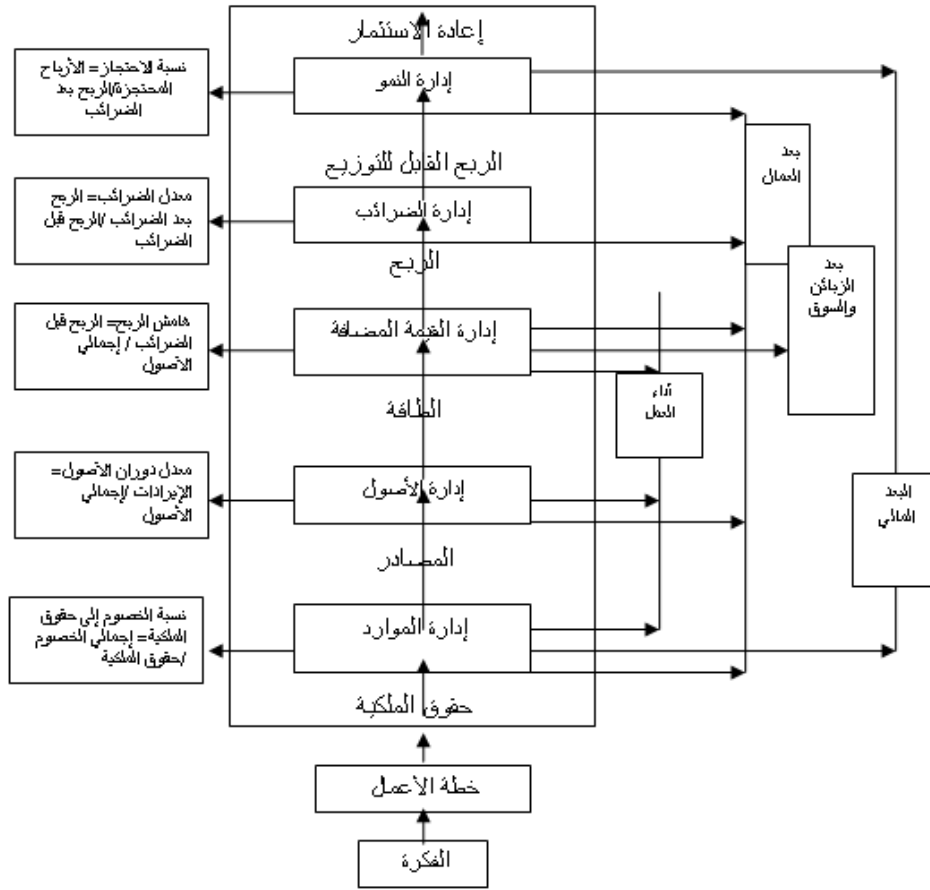 إعادة الاستثمار
نسبة الاحتجاز= الأرباح
المحتجزة/الربح بعد
الضرائب
إدارة النمو
بعد
العمال
الربح القابل للتوزيع
معدل الضرائب= الربح
بعد الضرائب /الربح قبل
الضرائب
إدارة الضرائب
الربح
بعد
الزبائن
والسوق
هامش الربح= الربح قبل
الضرائب / إجمالي
الأصول
إدارة القيمة المضافة
أداء
العمل
الطاقة
معدل دوران الأصول=
الإيرادات /إجمالي
الأصول
إدارة الأصول
البعد
المالي
المصادر
نسبة الخصوم إلى حقوق
الملكية= إجمالي الخصوم
/حقوق الملكية
إدارة الموارد
حقوق الملكية
خطة الأعمال
الفكرة